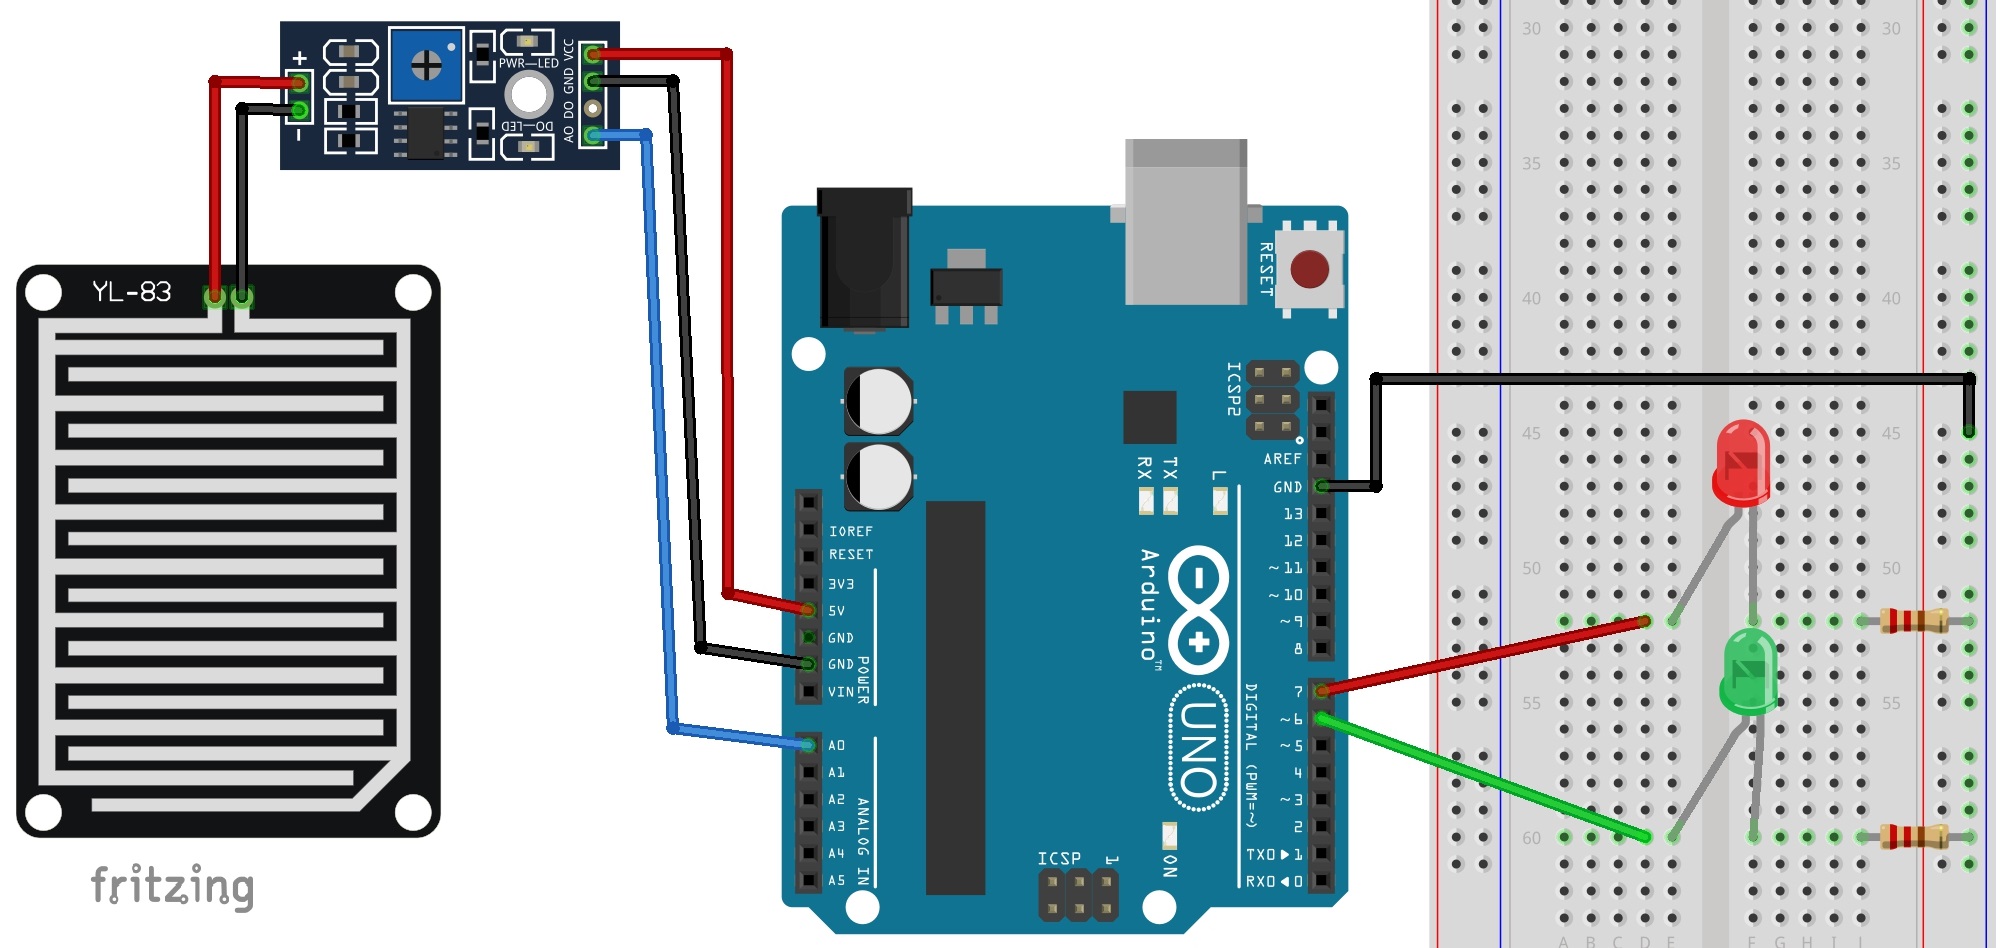 +
-
PWR—LED
DO—LED
VCC
GND
DO
AO
YL-83
RESET
ICSP2
AREF
GND
13
12
~11
~10
~9
8
7
~6
~5
4
~3
2
TX0▶1
RX0◀0
RX
TX
L
IOREF
RESET
3V3
5V
GND
GND
VIN
POWER
A0
A1
A2
A3
A4
A5
ANALOG IN
Arduino™
UNO
DIGITAL (PWM=~)
ON
ICSP
1
30
30
35
35
40
40
45
45
50
50
55
55
60
A B C D E
F G H I
fritzing